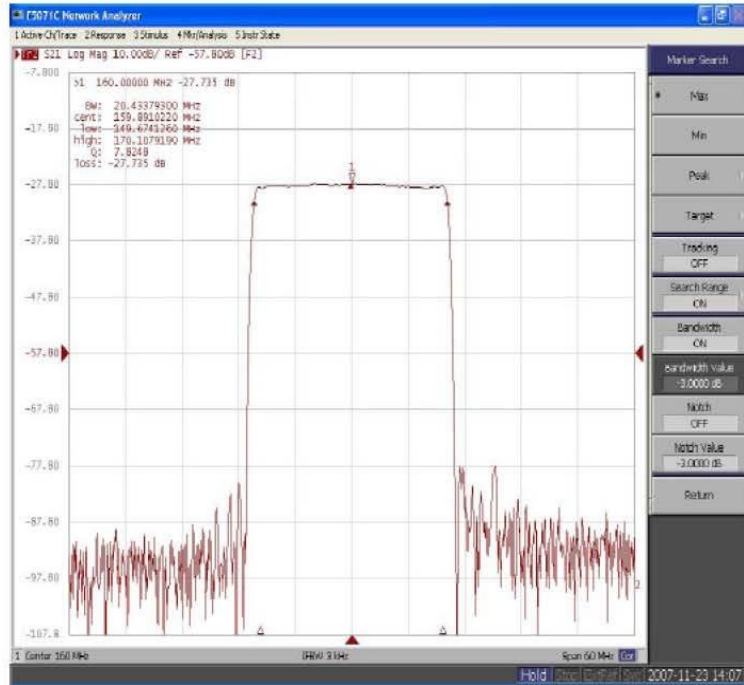 E5071C Network Analyzer
1 Active Ch/Trace 2 Response 3 Stimulus 4 Mkr/Analysis 5 Instr State
S21 Log Mag 10.00dB/ Ref -57.80dB [F2]
-7.800
>1 160.00000 MHz -27.735 dB
BW: 20.43379300 MHz
cent: 159.8910220 MHz
low: 149.6741260 MHz
high: 170.1079190 MHz
Q: 7.8248
loss: -27.735 dB
-17.80
-27.80
-37.80
-47.80
-57.80
-67.80
-77.80
-87.80
-97.80
-107.8
1
2
1 Center 160 MHz
IFBW 3 kHz
Span 60 MHz Cor
Marker Search
Max
Min
Peak
Target
Tracking
OFF
Search Range
ON
Bandwidth
ON
Bandwidth Value
-3.0000 dB
Notch
OFF
Notch Value
-3.0000 dB
Return
Hold Stop ExtRef Svc 2007-11-23 14:07